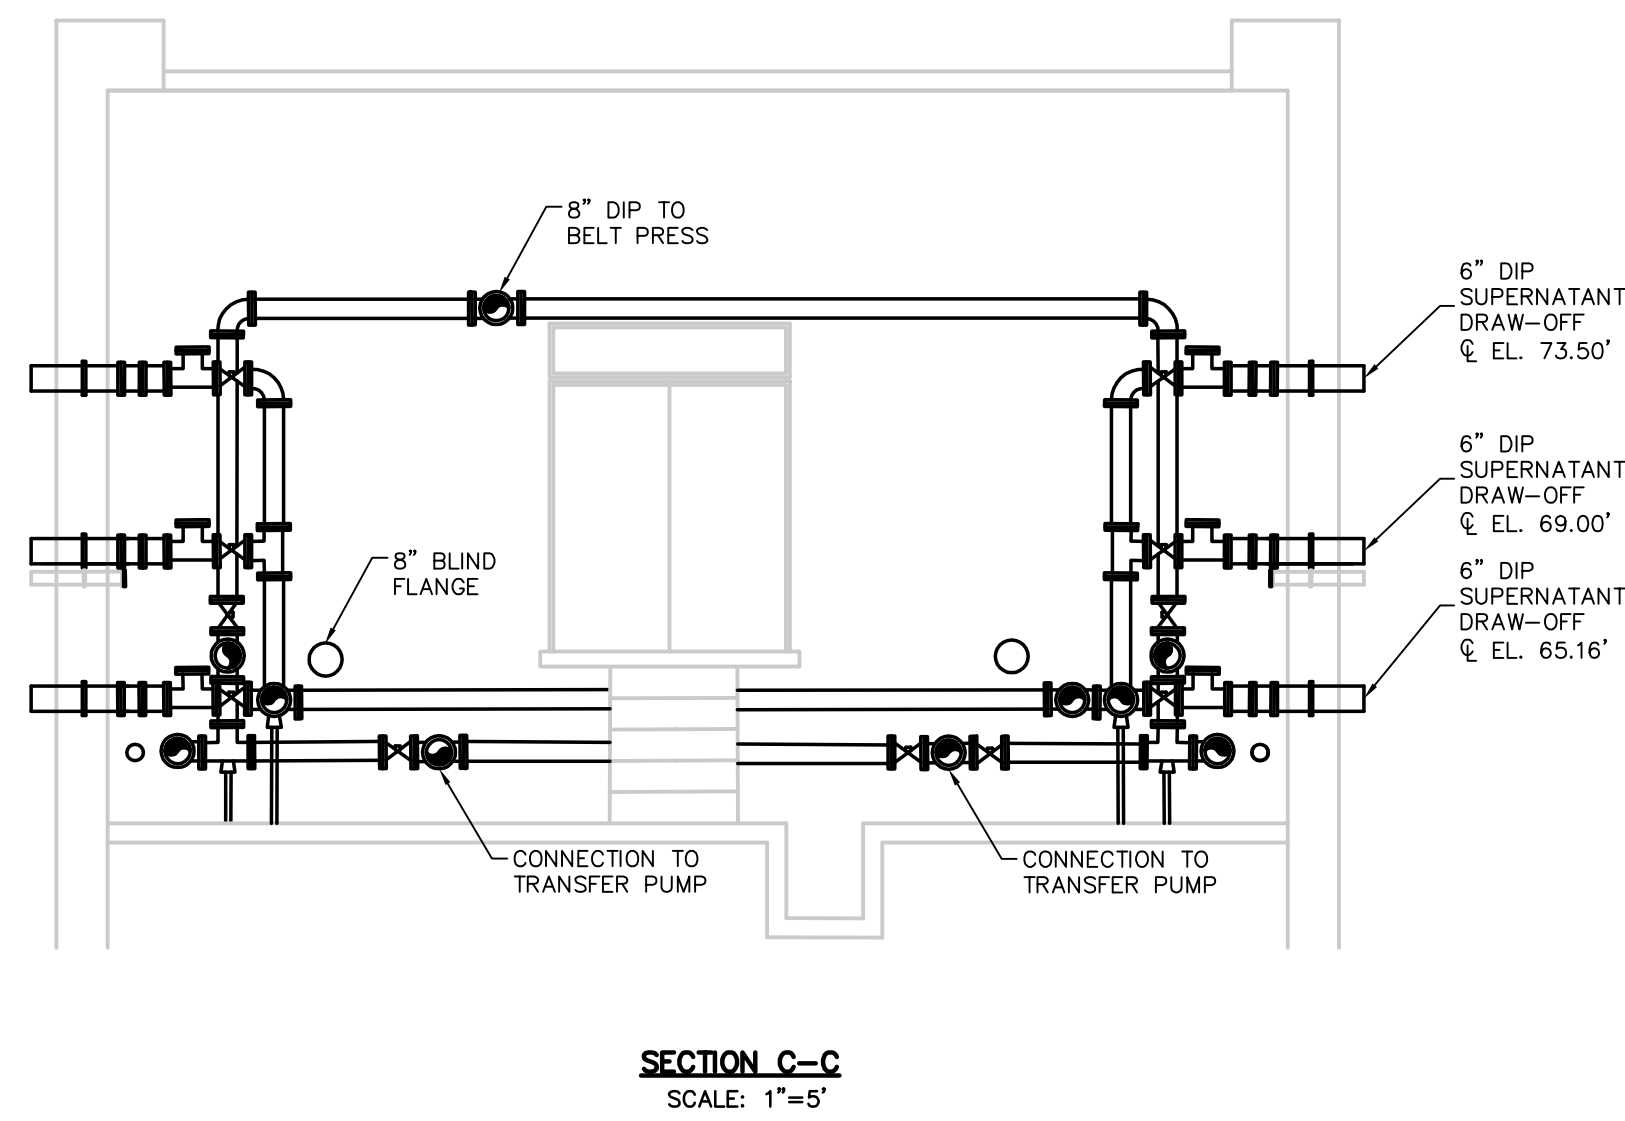 8" DIP TO
BELT PRESS
6" DIP
SUPERNATANT
DRAW-OFF
℄ EL. 73.50'
6" DIP
SUPERNATANT
DRAW-OFF
℄ EL. 69.00'
8" BLIND
FLANGE
6" DIP
SUPERNATANT
DRAW-OFF
℄ EL. 65.16'
CONNECTION TO
TRANSFER PUMP
CONNECTION TO
TRANSFER PUMP
SECTION C-C
SCALE: 1"=5'